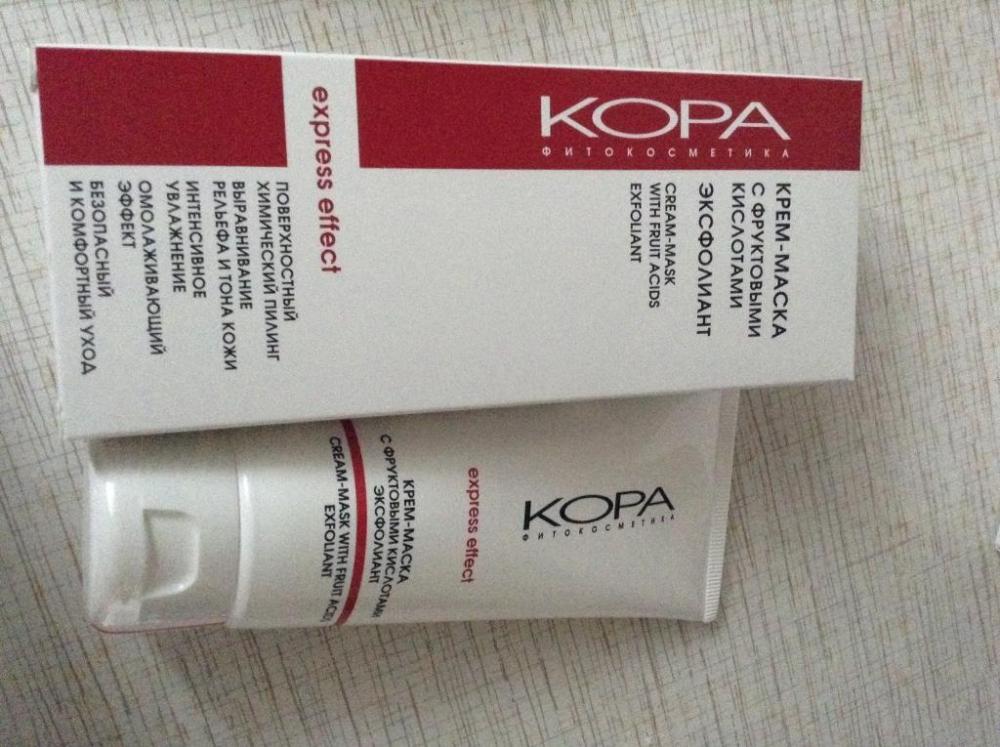 КОРА
ФИТОКОСМЕТИКА
КРЕМ-МАСКА
С ФРУКТОВЫМИ
КИСЛОТАМИ
ЭКСФОЛИАНТ
CREAM-MASK
WITH FRUIT ACIDS
EXFOLIANT
express effect
ПОВЕРХНОСТНЫЙ
ХИМИЧЕСКИЙ ПИЛИНГ
ВЫРАВНИВАНИЕ
РЕЛЬЕФА И ТОНА КОЖИ
ИНТЕНСИВНОЕ
УВЛАЖНЕНИЕ
ОМОЛАЖИВАЮЩИЙ
ЭФФЕКТ
БЕЗОПАСНЫЙ
И КОМФОРТНЫЙ УХОД
КОРА
ФИТОКОСМЕТИКА
express effect
КРЕМ-МАСКА
С ФРУКТОВЫМИ КИСЛОТАМИ
ЭКСФОЛИАНТ
CREAM-MASK WITH FRUIT ACIDS
EXFOLIANT